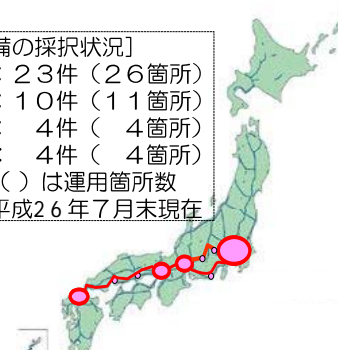 備の採択状況］
：２３件（２６箇所）
：１０件（１１箇所）
：　４件（　４箇所）
：　４件（　４箇所）
（ ）は運用箇所数
平成26年７月末現在